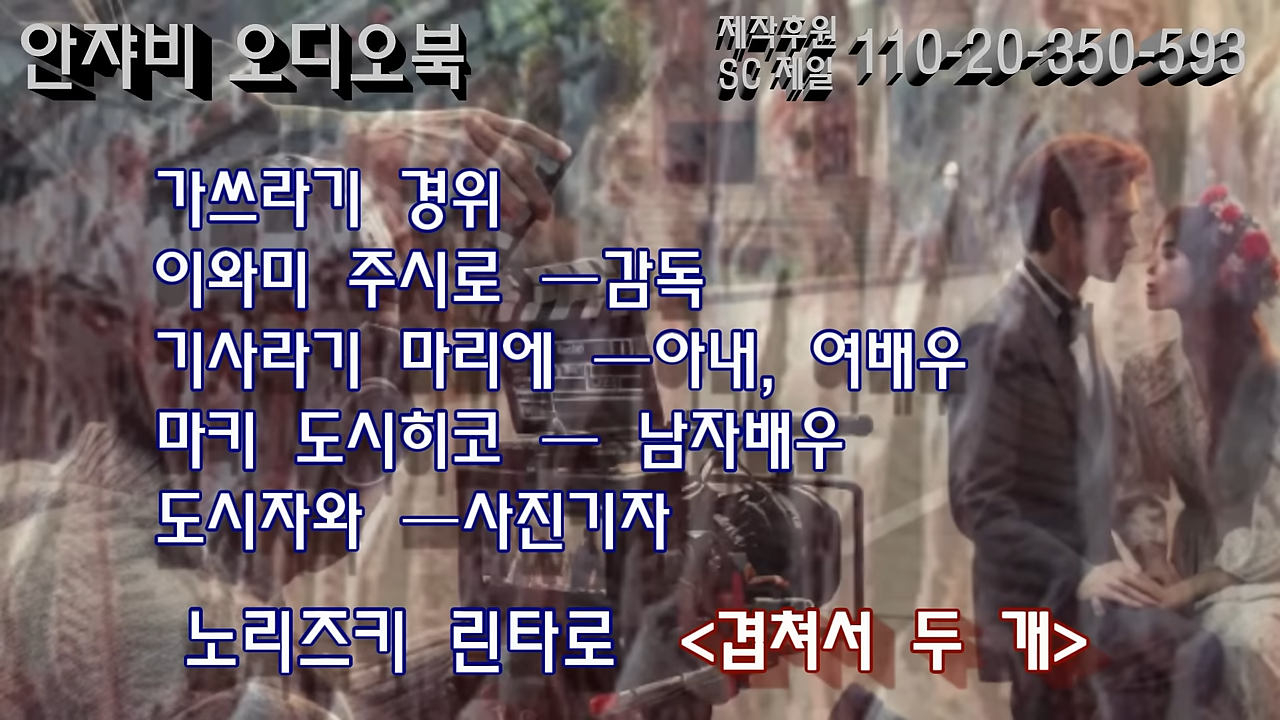 안쟈비 오디오북
제작후원
SC 제일
110-20-350-593
가쓰라기 경위
이와미 주시로 —감독
기사라기 마리에 —아내, 여배우
마키 도시히코 — 남자배우
도시자와 —사진기자
노리즈키 린타로 <겹쳐서 두 개>